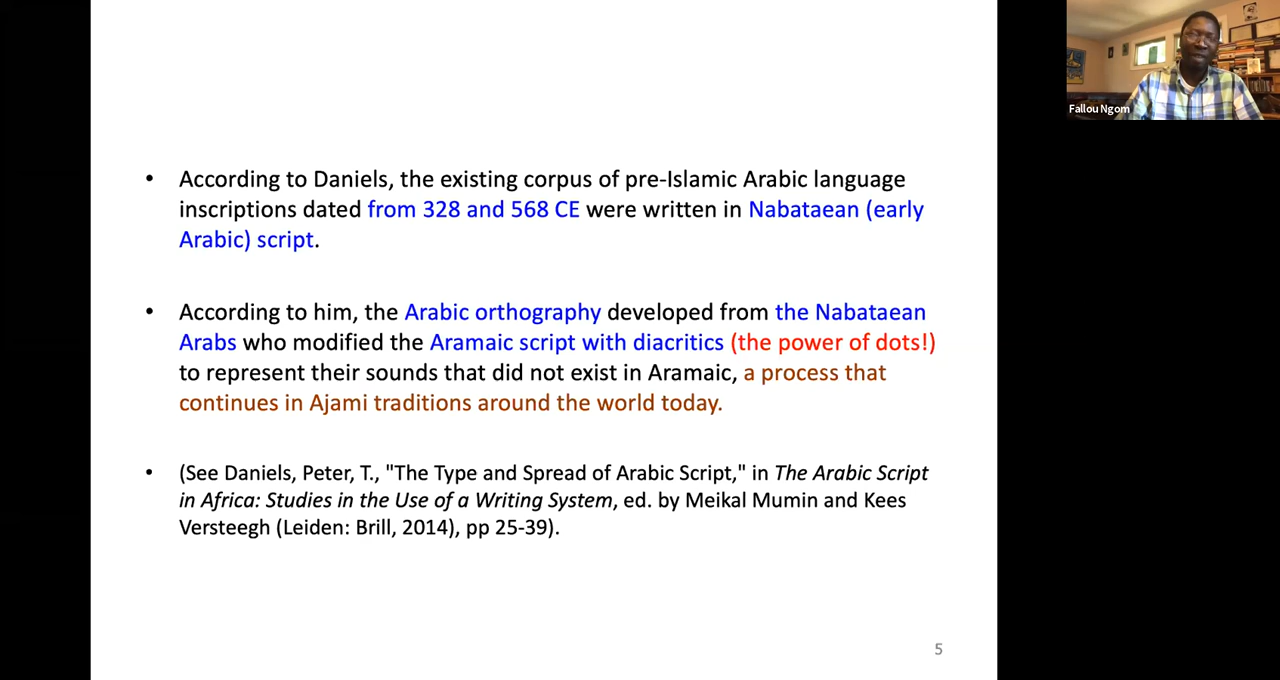 • According to Daniels, the existing corpus of pre-Islamic Arabic language
inscriptions dated from 328 and 568 CE were written in Nabataean (early
Arabic) script.
• According to him, the Arabic orthography developed from the Nabataean
Arabs who modified the Aramaic script with diacritics (the power of dots!)
to represent their sounds that did not exist in Aramaic, a process that
continues in Ajami traditions around the world today.
• (See Daniels, Peter, T., "The Type and Spread of Arabic Script," in The Arabic Script
in Africa: Studies in the Use of a Writing System, ed. by Meikal Mumin and Kees
Versteegh (Leiden: Brill, 2014), pp 25-39).
5
Fallou Ngom